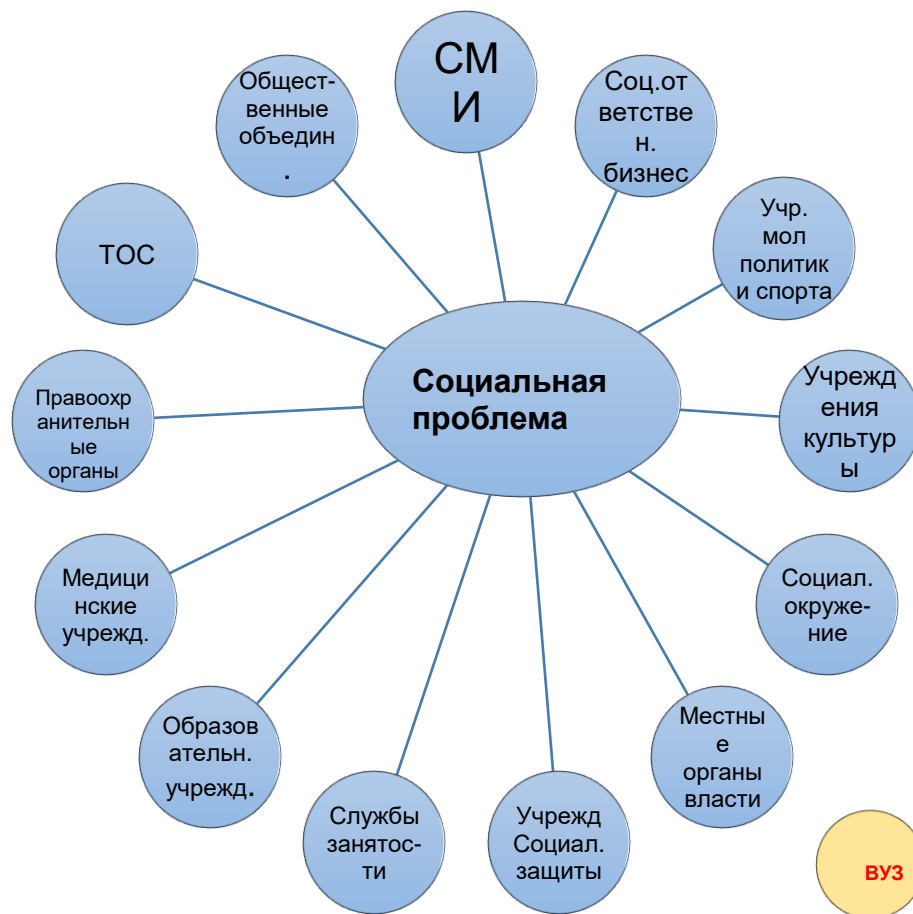 СМ
И
Общест-
венные
объедин
.
Соц.от
ветстве
н.
бизнес
Учр.
мол
политик
и спорта
ТОС
Социальная
проблема
Правоохр
анительн
ые
органы
Учрежд
ения
культур
ы
Медици
нские
учрежд.
Социал.
окруже-
ние
Образов
ательн.
учрежд.
Местны
е
органы
власти
Службы
занятос-
ти
Учрежд
Социал.
защиты
ВУЗ